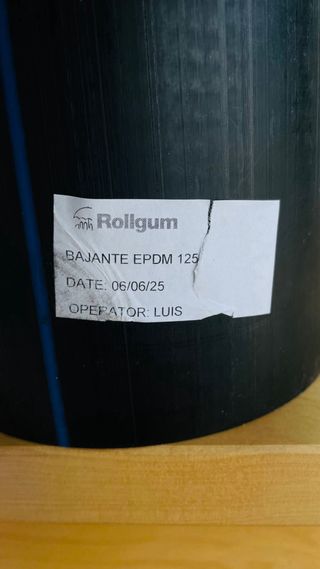 Rollgum
BAJANTE EPDM 125
DATE: 06/06/25
OPERATOR: LUIS